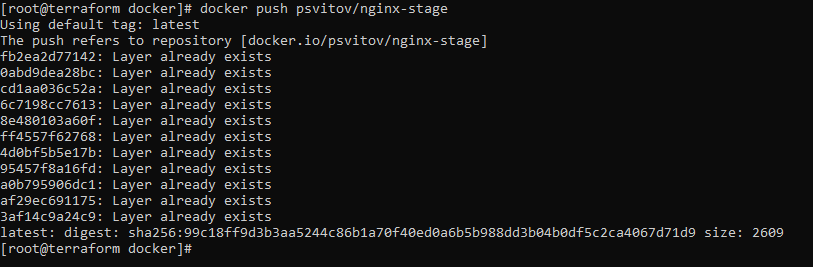 [root@terraform docker]# docker push psvitov/nginx-stage
Using default tag: latest
The push refers to repository [docker.io/psvitov/nginx-stage]
fb2ea2d77142: Layer already exists
0abd9dea28bc: Layer already exists
cd1aa036c52a: Layer already exists
6c7198cc7613: Layer already exists
8e480103a60f: Layer already exists
ff4557f62768: Layer already exists
4d0bf5b5e17b: Layer already exists
95457f8a16fd: Layer already exists
a0b795906dc1: Layer already exists
af29ec691175: Layer already exists
3af14c9a24c9: Layer already exists
latest: digest: sha256:99c18ff9d3b3aa5244c86b1a70f40ed0a6b5b988dd3b04b0df5c2ca4067d71d9 size: 2609
[root@terraform docker]#